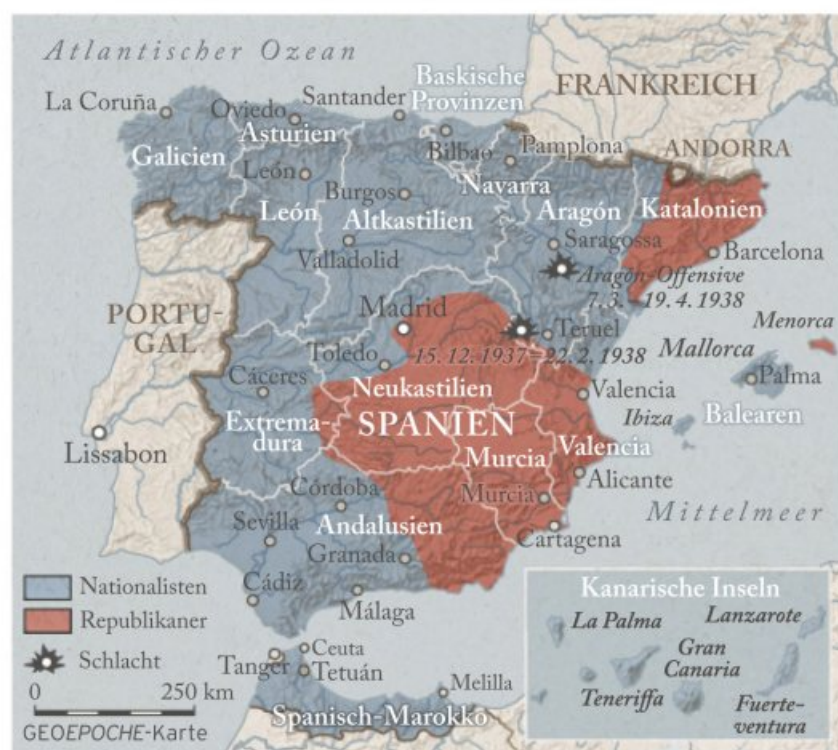 Atlantischer Ozean
Baskische
Provinzen
FRANKREICH
La Coruña
Oviedo
Santander
Asturien
Bilbao
Pamplona
ANDORRA
Galicien
León
Navarra
Burgos
León
Altkastilien
Aragón
Katalonien
Saragossa
Valladolid
Barcelona
Aragón-Offensive
7. 3. – 19. 4. 1938
PORTU-
GAL
Madrid
Teruel
Menorca
15. 12. 1937–22. 2. 1938
Mallorca
Toledo
Cáceres
Neukastilien
Palma
Valencia
Ibiza
Balearen
Extrema-
dura
SPANIEN
Lissabon
Murcia
Valencia
Alicante
Córdoba
Murcia
Mittelmeer
Sevilla
Andalusien
Cartagena
Granada
Cádiz
Málaga
Nationalisten
Republikaner
Schlacht
0 250 km
GEOEPOCHE-Karte
Ceuta
Tanger
Tetuán
Melilla
Spanisch-Marokko
Kanarische Inseln
La Palma
Lanzarote
Gran
Canaria
Teneriffa
Fuerte-
ventura